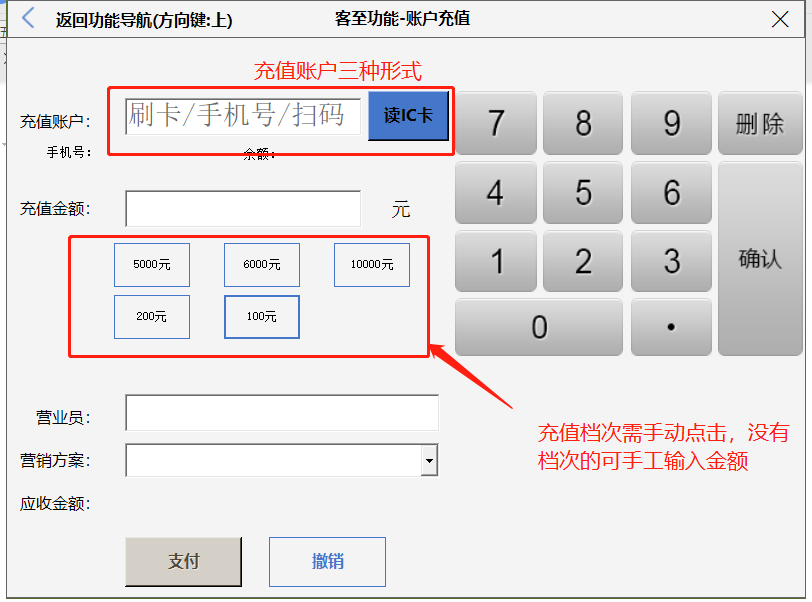 返回功能导航(方向键:上)
客至功能-账户充值
充值账户三种形式
充值账户:
刷卡/手机号/扫码
读IC卡
手机号:
余额:
充值金额:
元
5000元
6000元
10000元
200元
100元
7
8
9
删除
4
5
6
1
2
3
确认
0
.
充值档次需手动点击，没有
档次的可手工输入金额
营业员:
营销方案:
应收金额:
支付
撤销